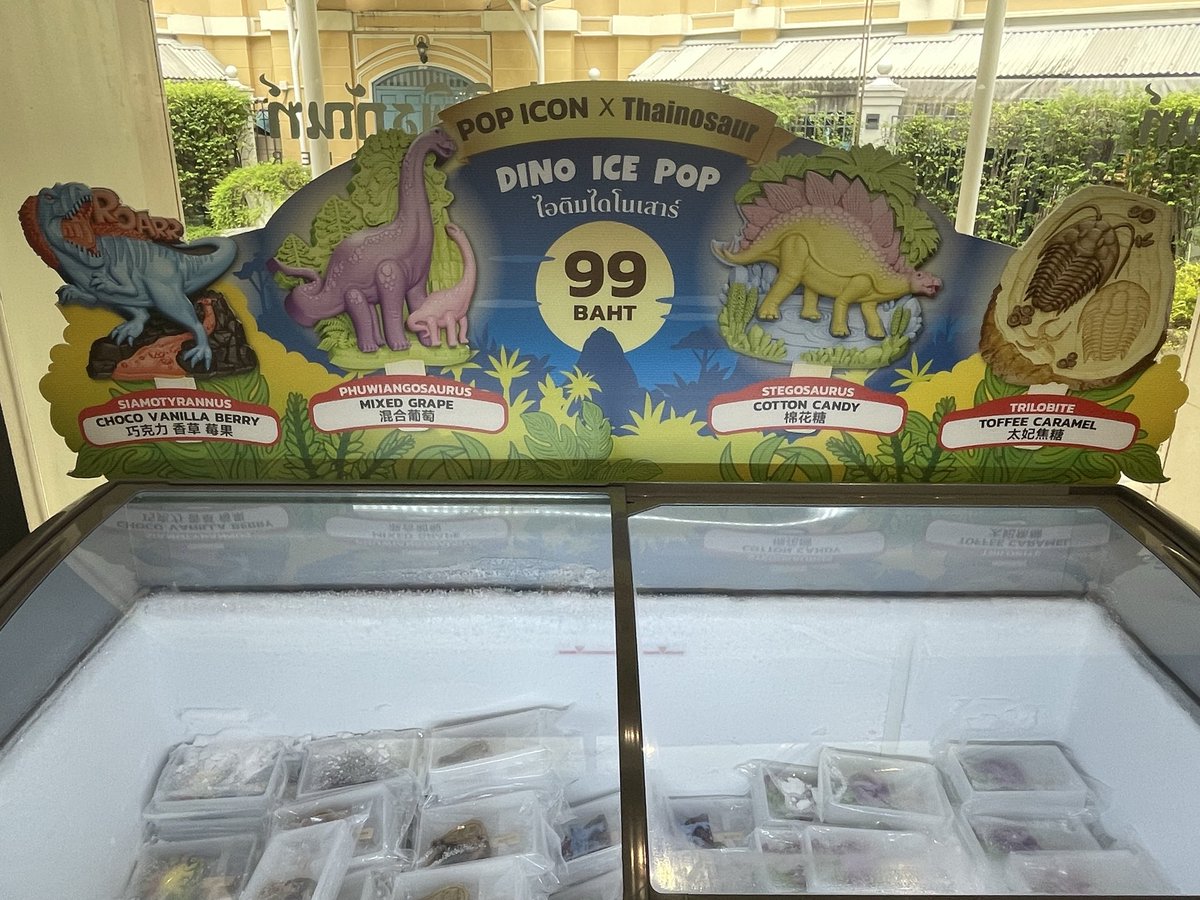 POP ICON X Thainosaur
DINO ICE POP
ไอติมไดโนเสาร์
99
BAHT
ROARR
SIAMOTYRANNUS
CHOCO VANILLA BERRY
巧克力 香草 莓果
PHUWIANGOSAURUS
MIXED GRAPE
混合葡萄
STEGOSAURUS
COTTON CANDY
棉花糖
TRILOBITE
TOFFEE CARAMEL
太妃焦糖